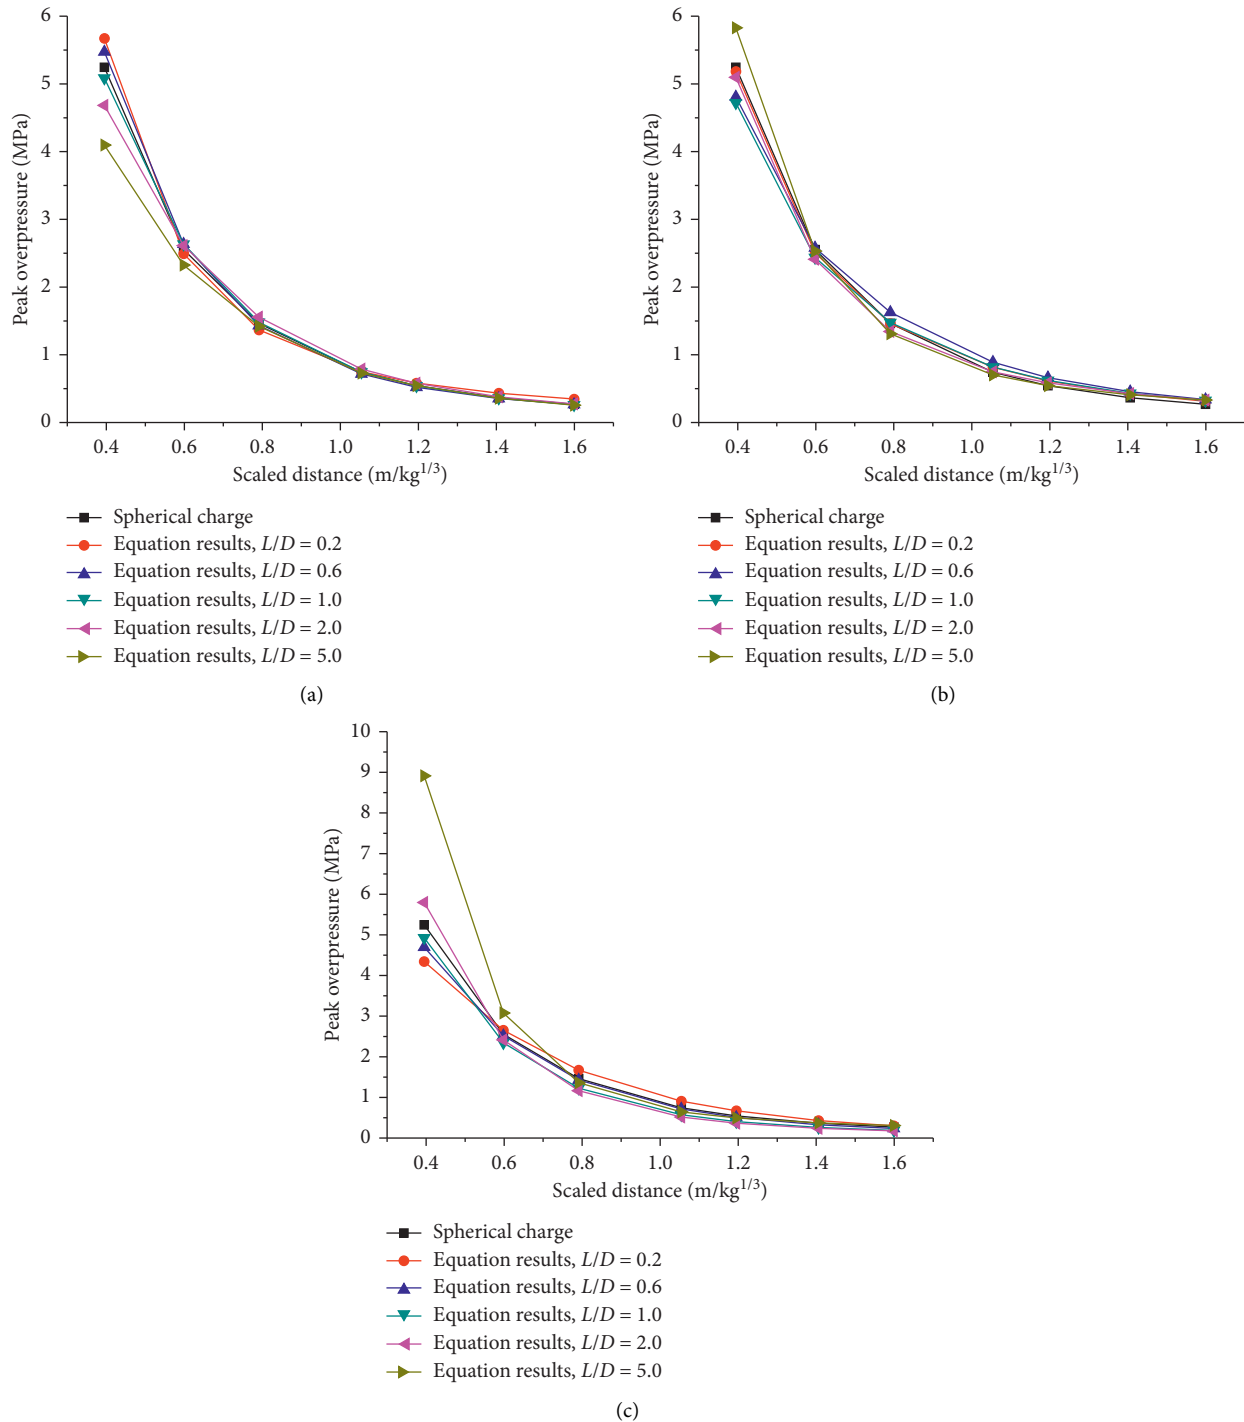 6
5
4
3
2
1
0
Peak overpressure (MPa)
0.4 0.6 0.8 1.0 1.2 1.4 1.6
Scaled distance (m/kg^1/3)
Spherical charge
Equation results, L/D = 0.2
Equation results, L/D = 0.6
Equation results, L/D = 1.0
Equation results, L/D = 2.0
Equation results, L/D = 5.0
(a)
6
5
4
3
2
1
0
Peak overpressure (MPa)
0.4 0.6 0.8 1.0 1.2 1.4 1.6
Scaled distance (m/kg^1/3)
Spherical charge
Equation results, L/D = 0.2
Equation results, L/D = 0.6
Equation results, L/D = 1.0
Equation results, L/D = 2.0
Equation results, L/D = 5.0
(b)
10
9
8
7
6
5
4
3
2
1
0
Peak overpressure (MPa)
0.4 0.6 0.8 1.0 1.2 1.4 1.6
Scaled distance (m/kg^1/3)
Spherical charge
Equation results, L/D = 0.2
Equation results, L/D = 0.6
Equation results, L/D = 1.0
Equation results, L/D = 2.0
Equation results, L/D = 5.0
(c)